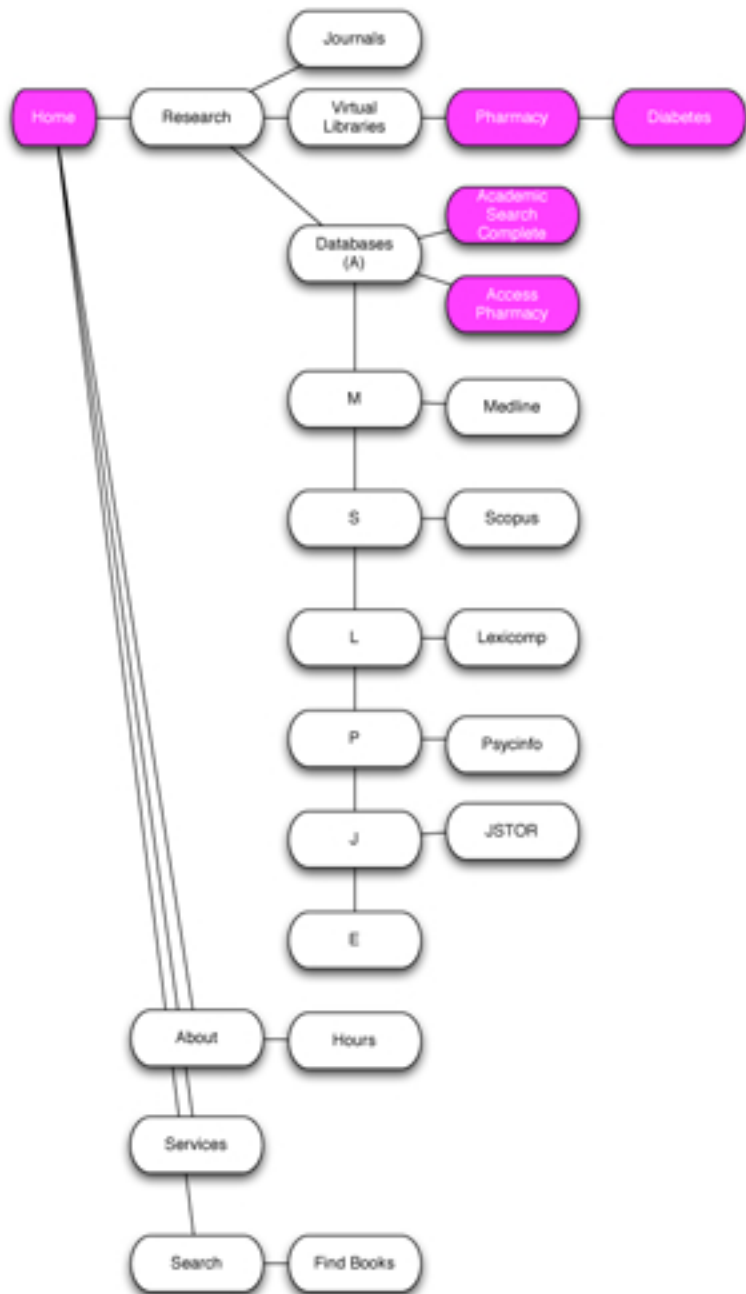 Journals
Home
Research
Virtual
Libraries
Pharmacy
Diabetes
Academic
Search
Complete
Databases
(A)
Access
Pharmacy
M
Medline
S
Scopus
L
Lexicomp
P
Psycinfo
J
JSTOR
E
About
Hours
Services
Search
Find Books